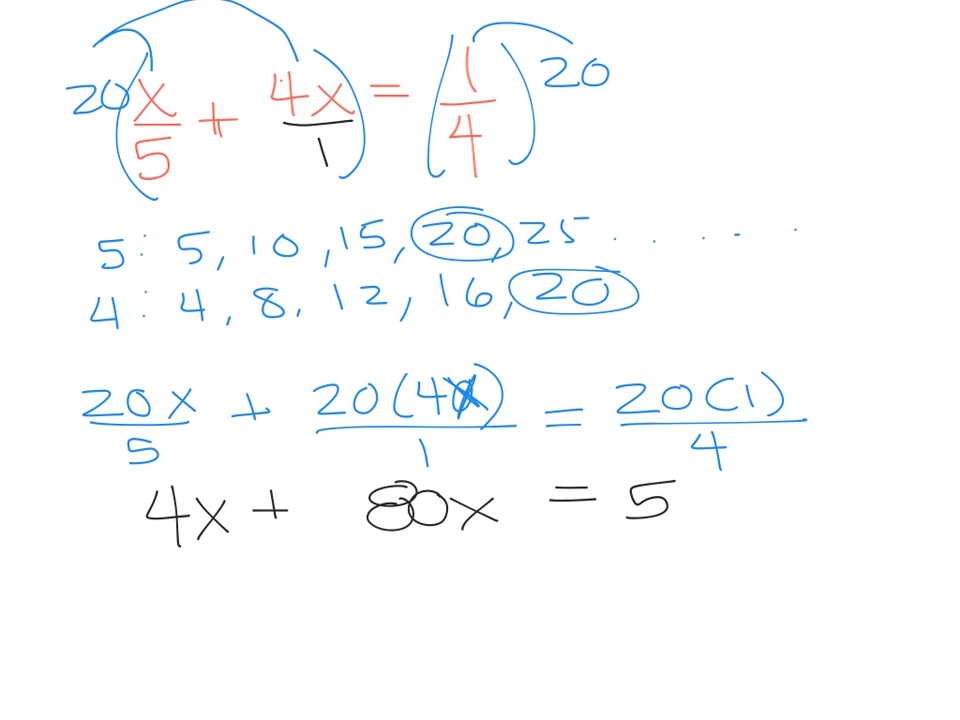 20(x/5 + 4x/1) = (1/4)20
5: 5, 10, 15, 20, 25 . . . . .
4: 4, 8, 12, 16, 20
20x/5 + 20(4x)/1 = 20(1)/4
4x + 80x = 5